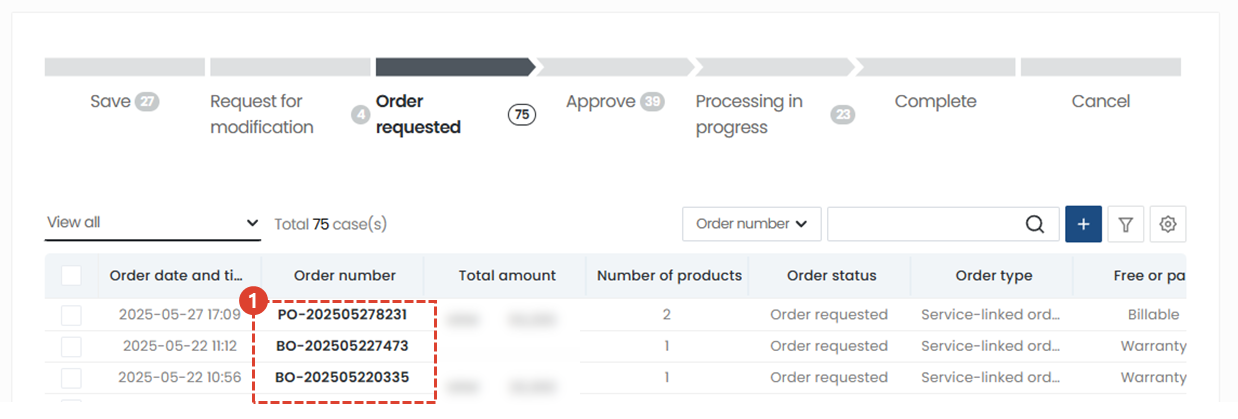 Save 27
Request for modification 4
Order requested 75
Approve 39
Processing in progress 23
Complete
Cancel
View all
Total 75 case(s)
Order number
+
Order date and ti... Order number Total amount Number of products Order status Order type Free or pa
1
2025-05-27 17:09 PO-202505278231 2 Order requested Service-linked ord... Billable
2025-05-22 11:12 BO-202505227473 1 Order requested Service-linked ord... Warranty
2025-05-22 10:56 BO-202505220335 1 Order requested Service-linked ord... Warranty